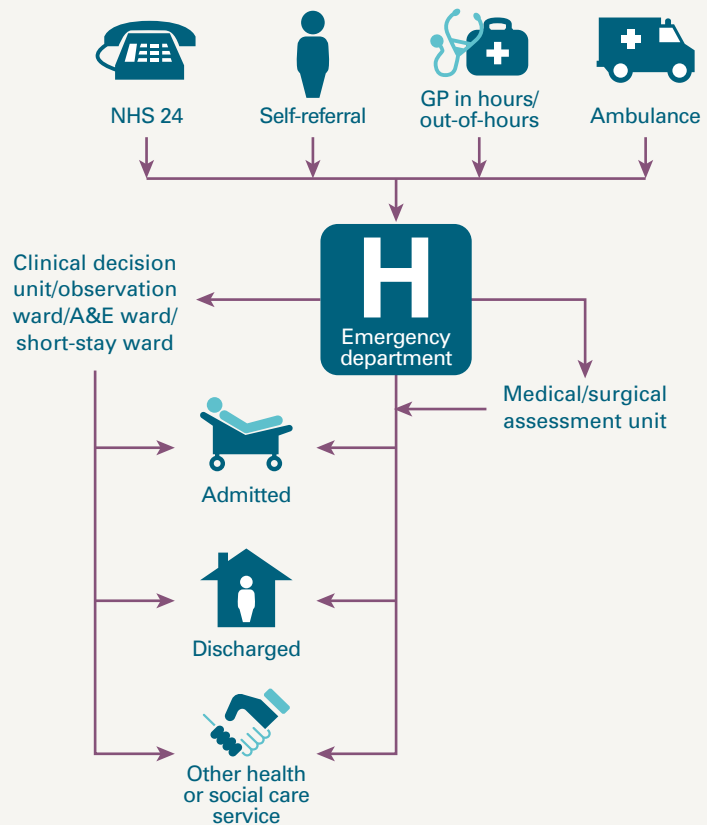 NHS 24
Self-referral
GP in hours/
out-of-hours
Ambulance
Clinical decision
unit/observation
ward/A&E ward/
short-stay ward
H
Emergency
department
Medical/surgical
assessment unit
Admitted
Discharged
Other health
or social care
service